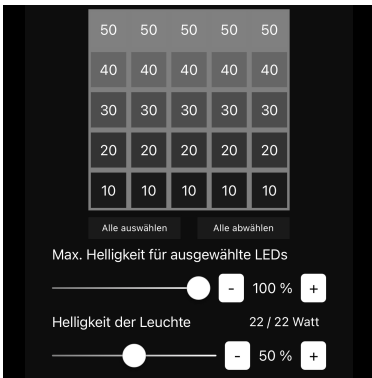 50 50 50 50 50
40 40 40 40 40
30 30 30 30 30
20 20 20 20 20
10 10 10 10 10
Alle auswählen Alle abwählen
Max. Helligkeit für ausgewählte LEDs
- 100 % +
Helligkeit der Leuchte 22 / 22 Watt
- 50 % +